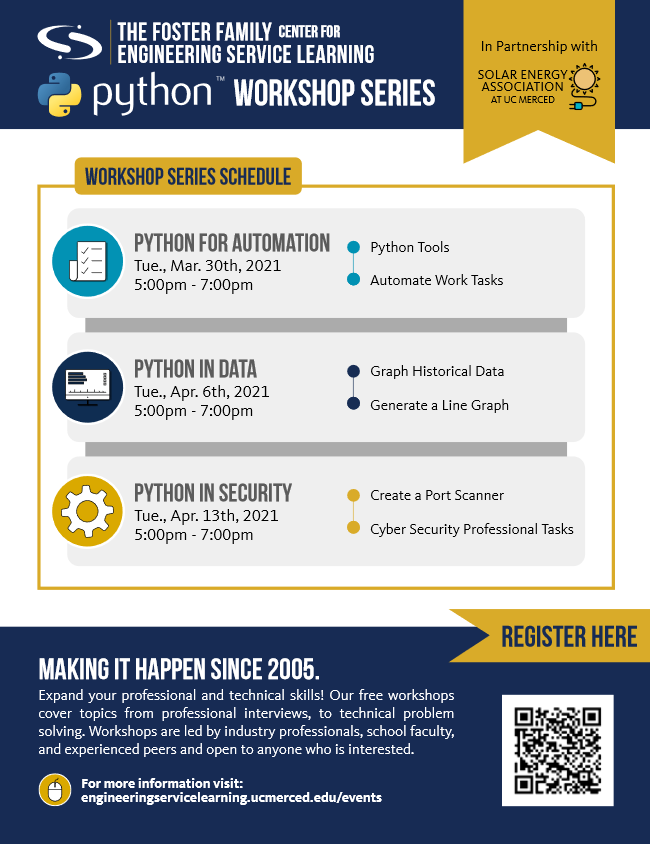 THE FOSTER FAMILY CENTER FOR
ENGINEERING SERVICE LEARNING
python™ WORKSHOP SERIES
In Partnership with
SOLAR ENERGY
ASSOCIATION
AT UC MERCED
WORKSHOP SERIES SCHEDULE
PYTHON FOR AUTOMATION
Tue., Mar. 30th, 2021
5:00pm - 7:00pm
Python Tools
Automate Work Tasks
PYTHON IN DATA
Tue., Apr. 6th, 2021
5:00pm - 7:00pm
Graph Historical Data
Generate a Line Graph
PYTHON IN SECURITY
Tue., Apr. 13th, 2021
5:00pm - 7:00pm
Create a Port Scanner
Cyber Security Professional Tasks
REGISTER HERE
MAKING IT HAPPEN SINCE 2005.
Expand your professional and technical skills! Our free workshops
cover topics from professional interviews, to technical problem
solving. Workshops are led by industry professionals, school faculty,
and experienced peers and open to anyone who is interested.
For more information visit:
engineeringservicelearning.ucmerced.edu/events